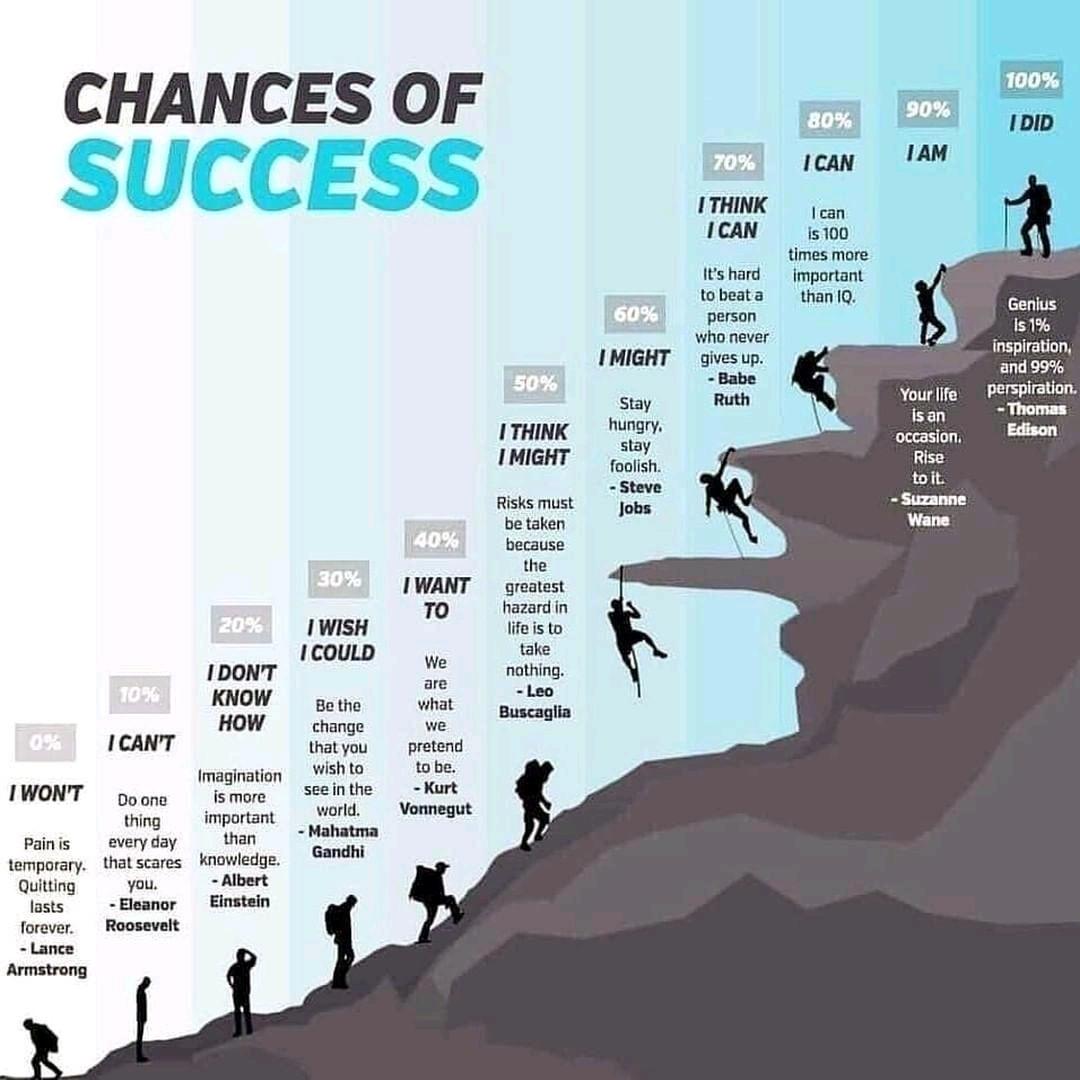 CHANCES OF
SUCCESS
0%
I WON'T
Pain is
temporary.
Quitting
lasts
forever.
- Lance
Armstrong
10%
I CAN'T
Do one
thing
every day
that scares
you.
- Eleanor
Roosevelt
20%
I DON'T
KNOW
HOW
Imagination
is more
important
than
knowledge.
- Albert
Einstein
30%
I WISH
I COULD
Be the
change
that you
wish to
see in the
world.
- Mahatma
Gandhi
40%
I WANT
TO
We
are
what
we
pretend
to be.
- Kurt
Vonnegut
50%
I THINK
I MIGHT
Risks must
be taken
because
the
greatest
hazard in
life is to
take
nothing.
- Leo
Buscaglia
60%
I MIGHT
Stay
hungry,
stay
foolish.
- Steve
Jobs
70%
I THINK
I CAN
It's hard
to beat a
person
who never
gives up.
- Babe
Ruth
80%
I CAN
I can
is 100
times more
important
than IQ.
90%
I AM
Your life
is an
occasion.
Rise
to it.
- Suzanne
Wane
100%
I DID
Genius
is 1%
inspiration,
and 99%
perspiration.
- Thomas
Edison